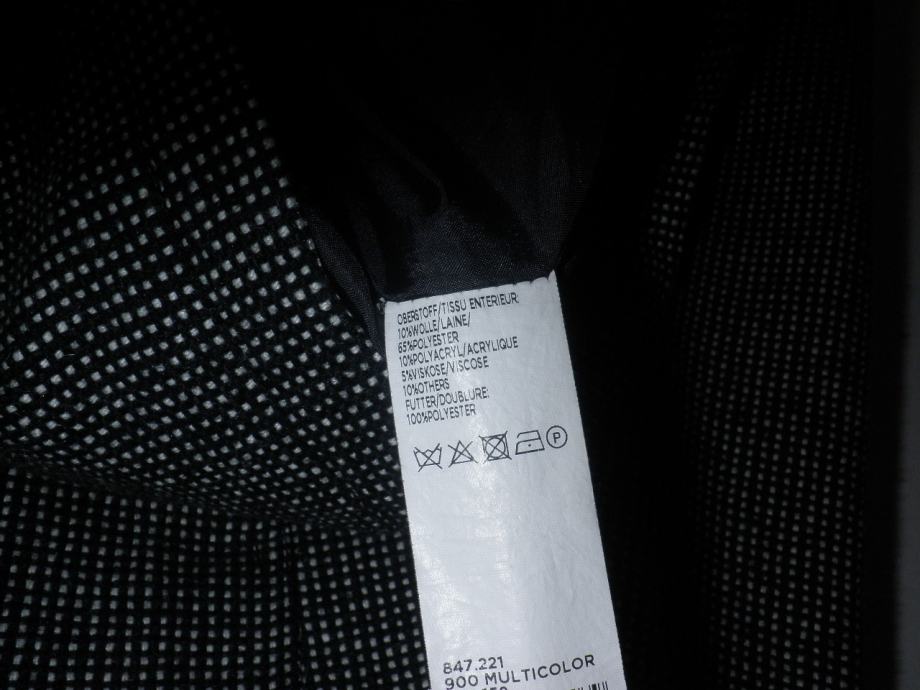 OBERSTOFF/TISSU ENTERIEUR:
10%WOLLE/LAINE/
65%POLYESTER
10%POLYACRYL/ACRYLIQUE
5%VISKOSE/VISCOSE
10%OTHERS
FUTTER/DOUBLURE:
100%POLYESTER
P
847.221
900 MULTICOLOR